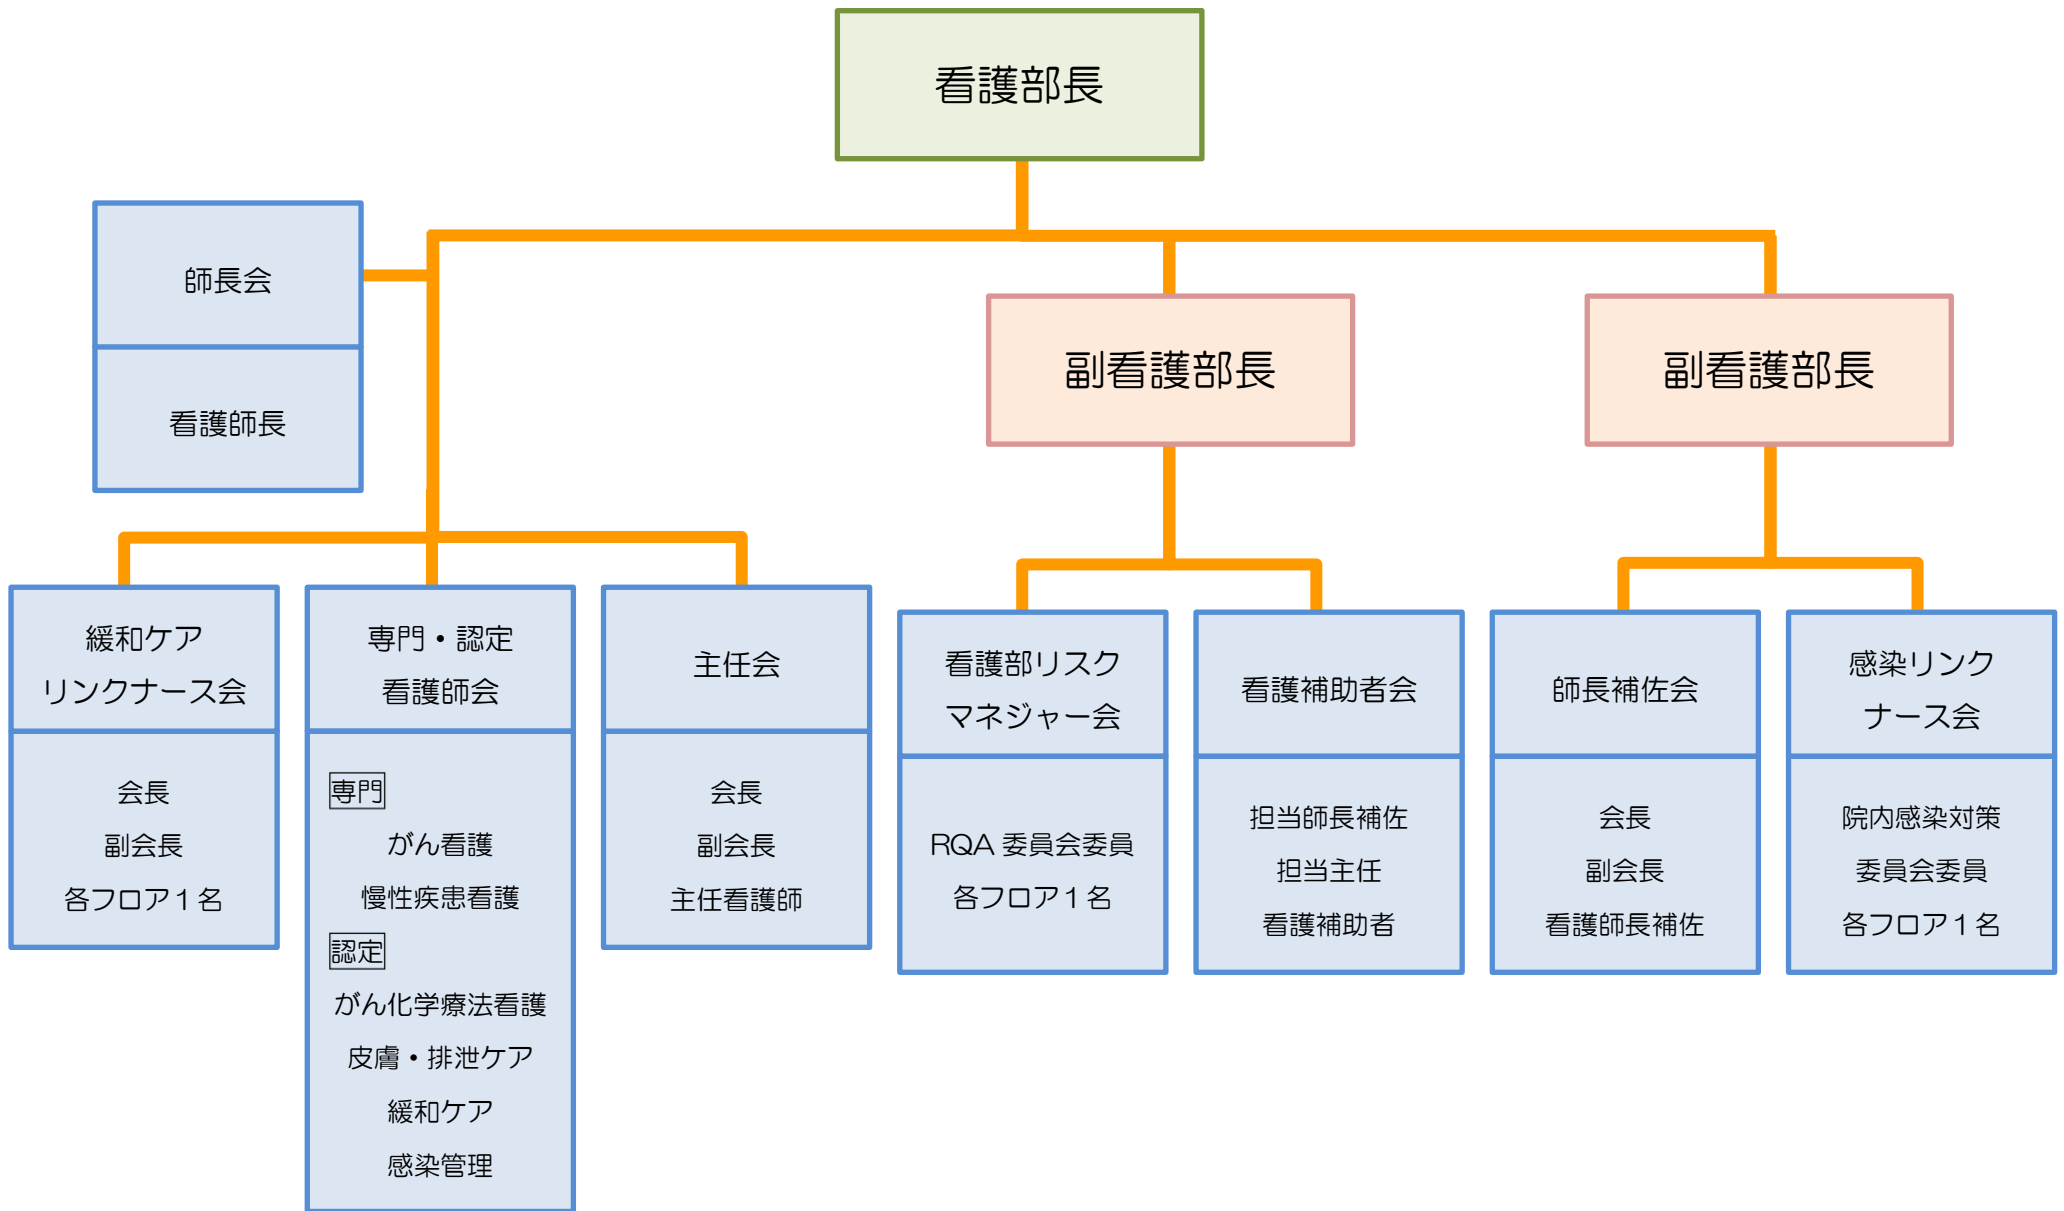 看護部長
師長会
看護師長
副看護部長
副看護部長
緩和ケア
リンクナース会
会長
副会長
各フロア１名
専門・認定
看護師会
専門
がん看護
慢性疾患看護
認定
がん化学療法看護
皮膚・排泄ケア
緩和ケア
感染管理
主任会
会長
副会長
主任看護師
看護部リスク
マネジャー会
RQA 委員会委員
各フロア１名
看護補助者会
担当師長補佐
担当主任
看護補助者
師長補佐会
会長
副会長
看護師長補佐
感染リンク
ナース会
院内感染対策
委員会委員
各フロア１名